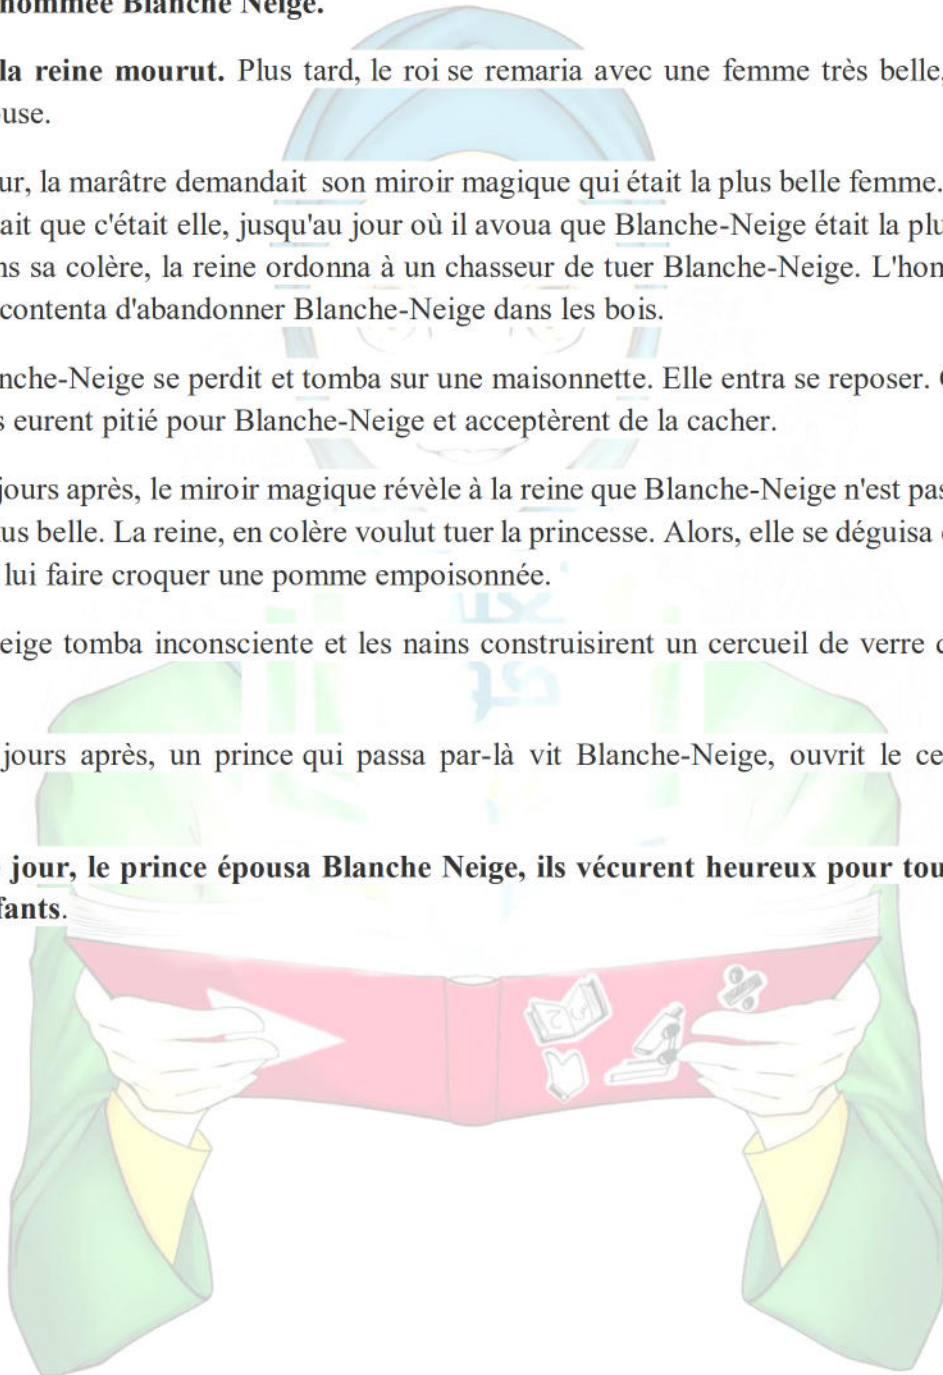 nommée Blanche Neige.
la reine mourut. Plus tard, le roi se remaria avec une femme très belle,
use.
ur, la marâtre demandait son miroir magique qui était la plus belle femme.
ait que c'était elle, jusqu'au jour où il avoua que Blanche-Neige était la plu
ns sa colère, la reine ordonna à un chasseur de tuer Blanche-Neige. L'hon
contenta d'abandonner Blanche-Neige dans les bois.
nche-Neige se perdit et tomba sur une maisonnette. Elle entra se reposer.
s eurent pitié pour Blanche-Neige et acceptèrent de la cacher.
jours après, le miroir magique révèle à la reine que Blanche-Neige n'est pas
us belle. La reine, en colère voulut tuer la princesse. Alors, elle se déguisa
lui faire croquer une pomme empoisonnée.
eige tomba inconsciente et les nains construisirent un cercueil de verre
jours après, un prince qui passa par-là vit Blanche-Neige, ouvrit le ce
jour, le prince épousa Blanche Neige, ils vécurent heureux pour tou
fants.